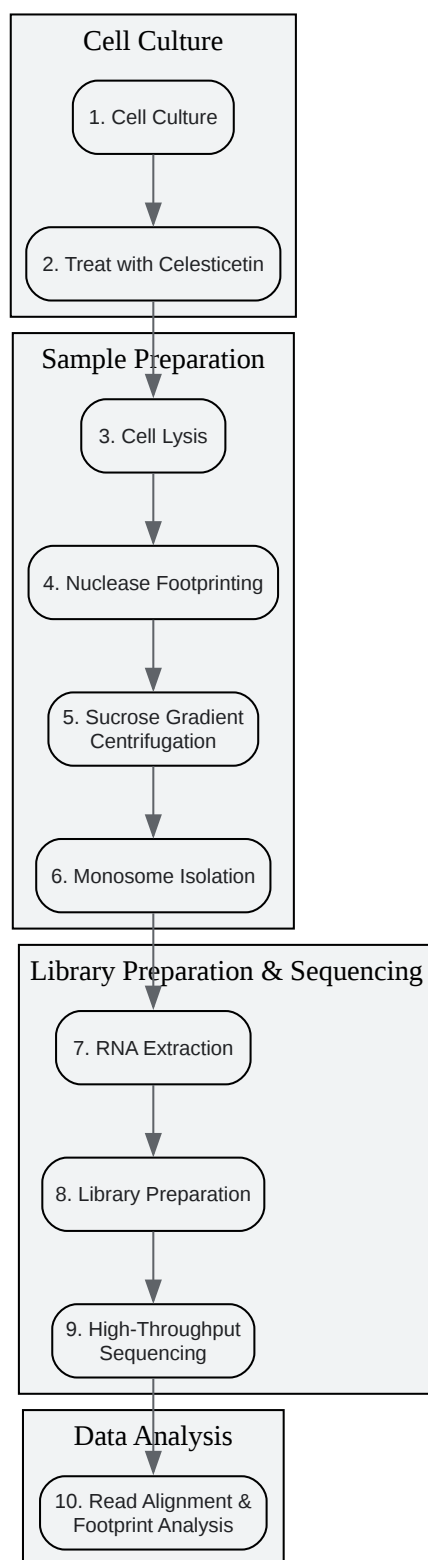 Cell Culture
1. Cell Culture
2. Treat with Celesticetin
Sample Preparation
3. Cell Lysis
4. Nuclease Footprinting
5. Sucrose Gradient
Centrifugation
6. Monosome Isolation
Library Preparation & Sequencing
7. RNA Extraction
8. Library Preparation
9. High-Throughput
Sequencing
Data Analysis
10. Read Alignment &
Footprint Analysis